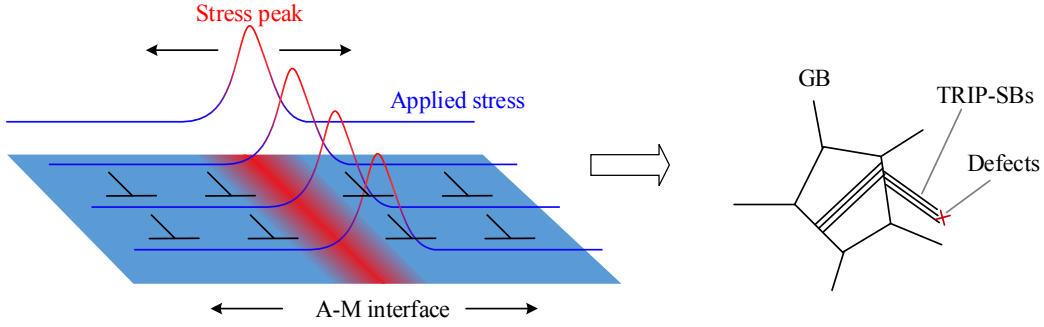 Stress peak
Applied stress
A-M interface
GB
TRIP-SBs
Defects